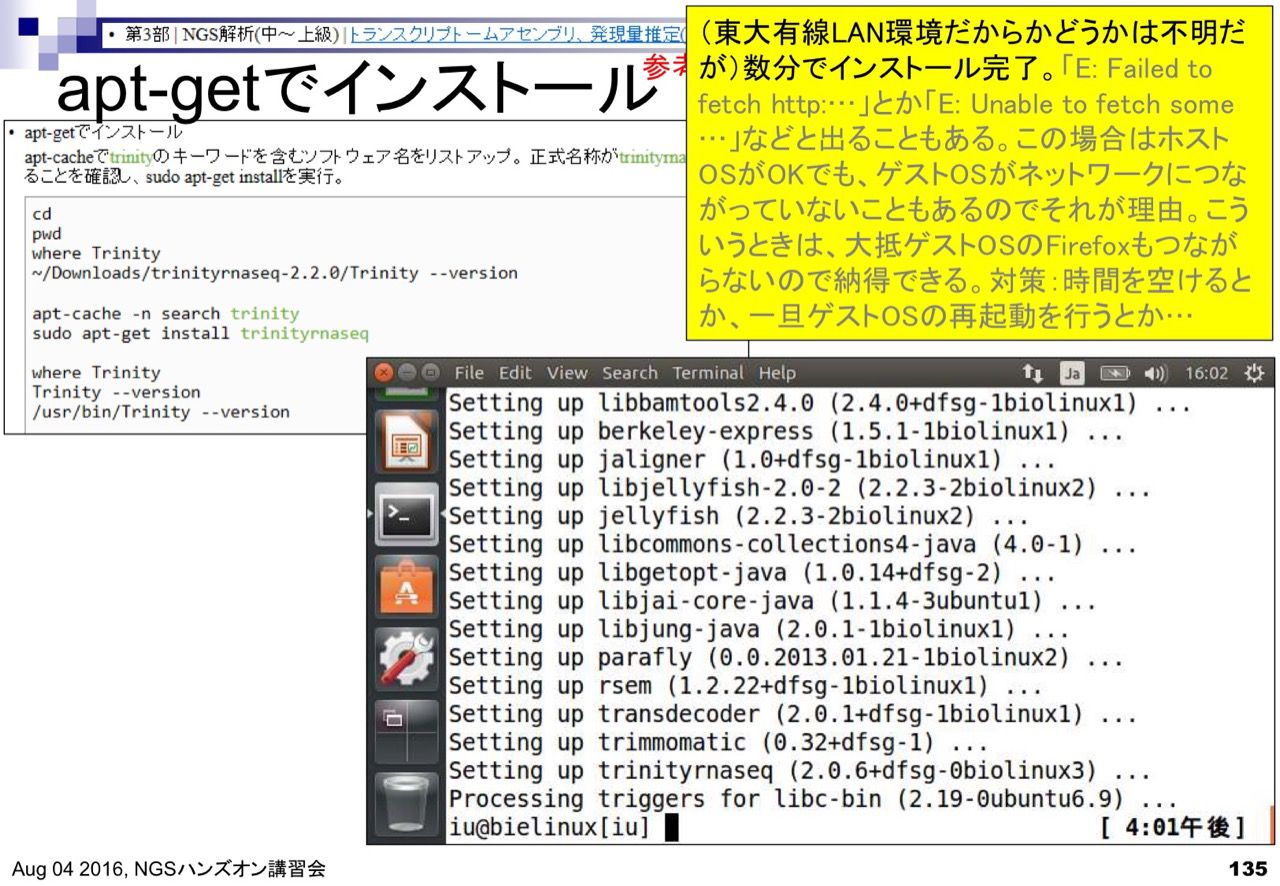 • 第3部 | NGS解析(中～上級) | トランスクリプトームアセンブリ、発現量推定(
apt-getでインストール
参考
（東大有線LAN環境だからかどうかは不明だ
が）数分でインストール完了。「E: Failed to
fetch http:…」とか「E: Unable to fetch some
…」などと出ることもある。この場合はホスト
OSがOKでも、ゲストOSがネットワークにつな
がっていないこともあるのでそれが理由。こう
いうときは、大抵ゲストOSのFirefoxもつなが
らないので納得できる。対策：時間を空けると
か、一旦ゲストOSの再起動を行うとか…
• apt-getでインストール
apt-cacheでtrinityのキーワードを含むソフトウェア名をリストアップ。正式名称がtrinityrna
ることを確認し、sudo apt-get installを実行。
cd
pwd
where Trinity
~/Downloads/trinityrnaseq-2.2.0/Trinity --version
apt-cache -n search trinity
sudo apt-get install trinityrnaseq
where Trinity
Trinity --version
/usr/bin/Trinity --version
File Edit View Search Terminal Help
Ja 16:02
Setting up libbamtools2.4.0 (2.4.0+dfsg-1biolinux1) ...
Setting up berkeley-express (1.5.1-1biolinux1) ...
Setting up jaligner (1.0+dfsg-1biolinux1) ...
Setting up libjellyfish-2.0-2 (2.2.3-2biolinux2) ...
Setting up jellyfish (2.2.3-2biolinux2) ...
Setting up libcommons-collections4-java (4.0-1) ...
Setting up libgetopt-java (1.0.14+dfsg-2) ...
Setting up libjai-core-java (1.1.4-3ubuntu1) ...
Setting up libjung-java (2.0.1-1biolinux1) ...
Setting up parafly (0.0.2013.01.21-1biolinux2) ...
Setting up rsem (1.2.22+dfsg-1biolinux1) ...
Setting up transdecoder (2.0.1+dfsg-1biolinux1) ...
Setting up trimmomatic (0.32+dfsg-1) ...
Setting up trinityrnaseq (2.0.6+dfsg-0biolinux3) ...
Processing triggers for libc-bin (2.19-0ubuntu6.9) ...
iu@bielinux[iu] [ 4:01午後]
Aug 04 2016, NGSハンズオン講習会
135